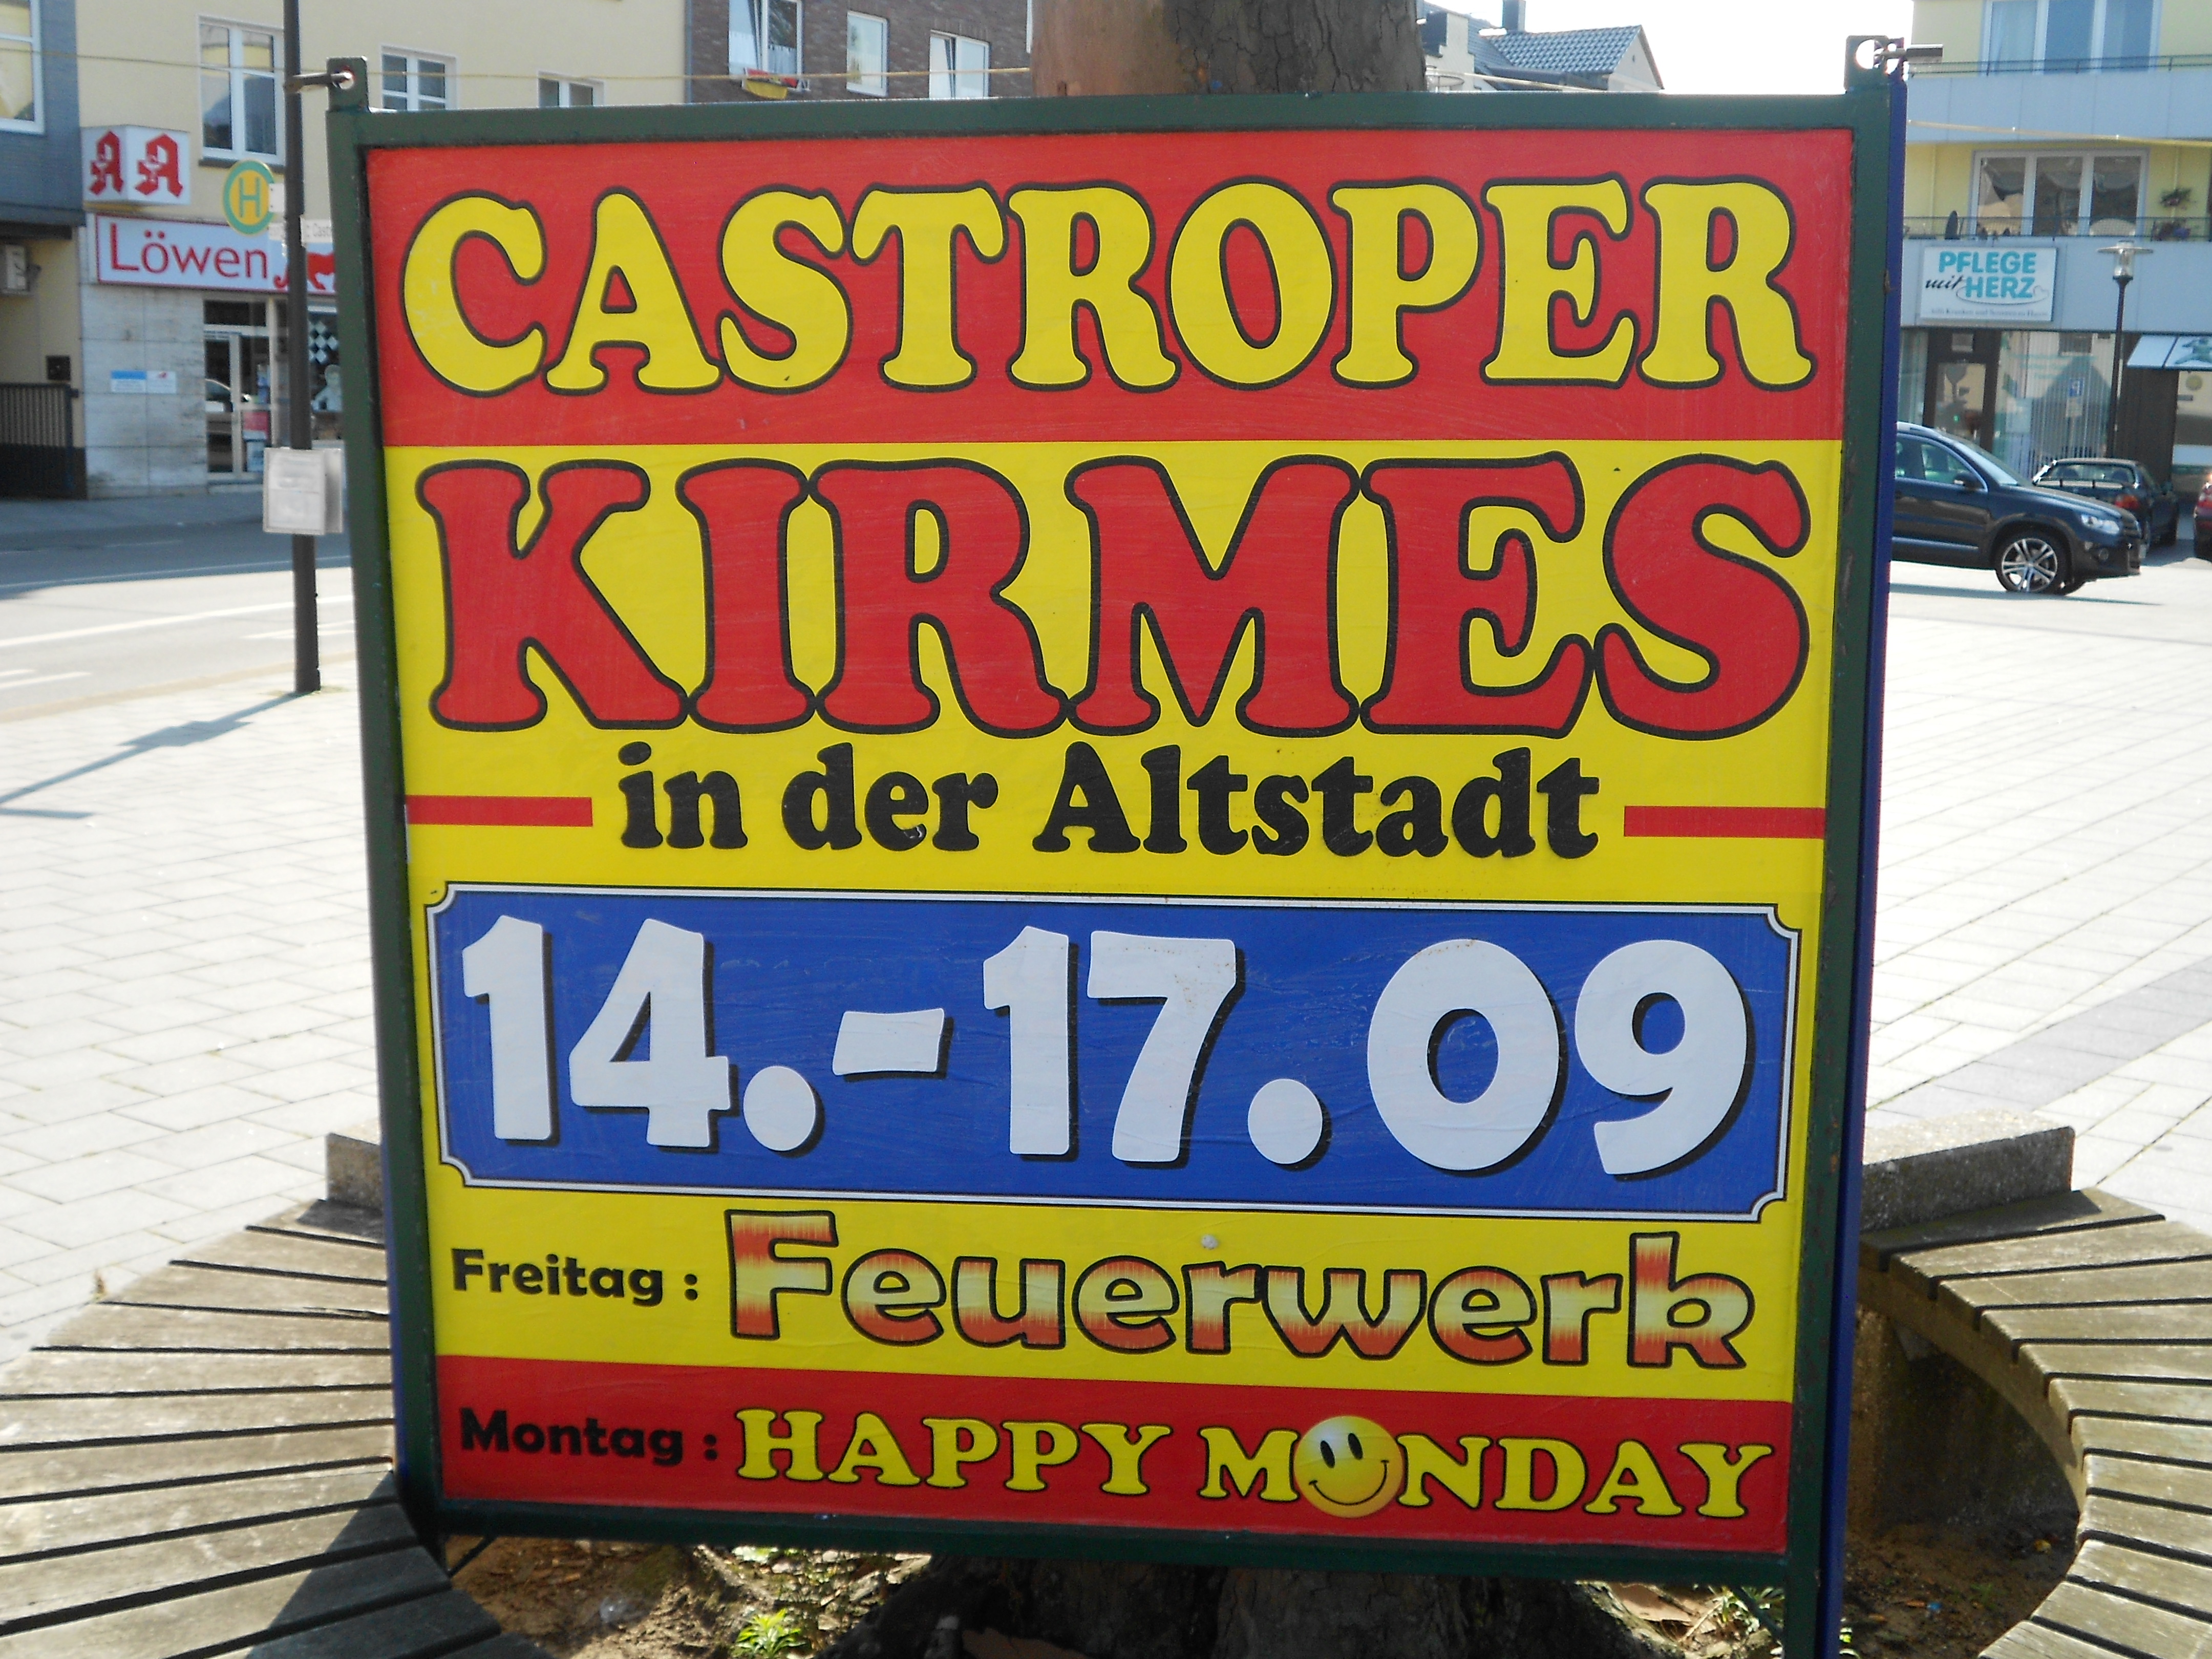 CASTROPER
KIRMES
in der Altstadt
14.-17.09
Freitag : Feuerwerk
Montag : HAPPY MONDAY
A A
H
Löwen
PFLEGE
mit HERZ